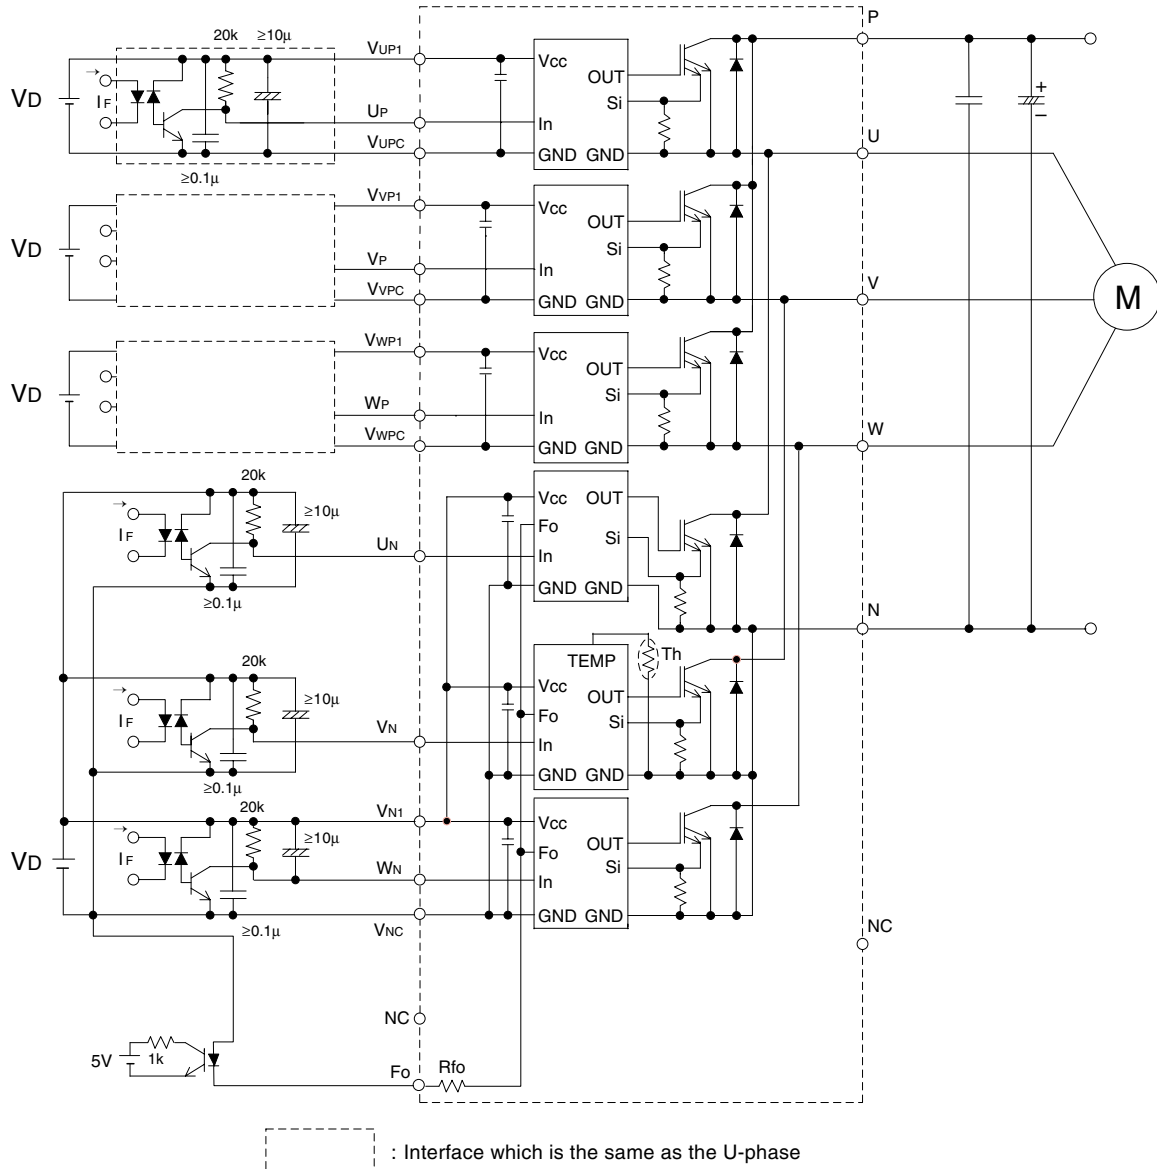 P
20k
≥10μ
VUP1
Vcc
OUT
Si
IF
VD
UP
In
VUPC
GND GND
U
≥0.1μ
+
−
VVP1
Vcc
OUT
Si
VD
VP
In
VVPC
GND GND
V
M
VWP1
Vcc
OUT
Si
VD
WP
In
VWPC
GND GND
W
20k
≥10μ
IF
UN
Vcc
OUT
Fo
Si
In
GND GND
≥0.1μ
N
20k
≥10μ
IF
VN
TEMP
Th
Vcc
OUT
Fo
Si
In
GND GND
≥0.1μ
20k
≥10μ
VN1
Vcc
OUT
Fo
Si
VD
IF
WN
In
GND GND
≥0.1μ
VNC
NC
NC
5V
1k
Fo
Rfo
: Interface which is the same as the U-phase